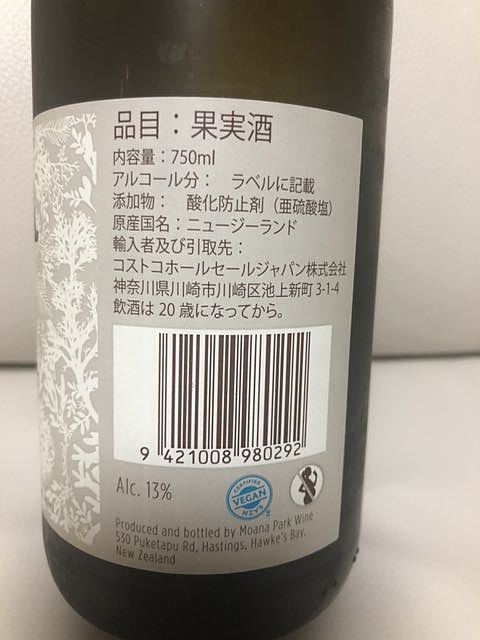 品目：果実酒
内容量：750ml
アルコール分： ラベルに記載
添加物： 酸化防止剤（亜硫酸塩）
原産国名：ニュージーランド
輸入者及び引取先：
コストコホールセールジャパン株式会社
神奈川県川崎市川崎区池上新町 3-1-4
飲酒は 20 歳になってから。
9 421008 980292
Alc. 13%
CERTIFIED
VEGAN
NZVS
Produced and bottled by Moana Park Wine
530 Puketapu Rd, Hastings, Hawke's Bay,
New Zealand